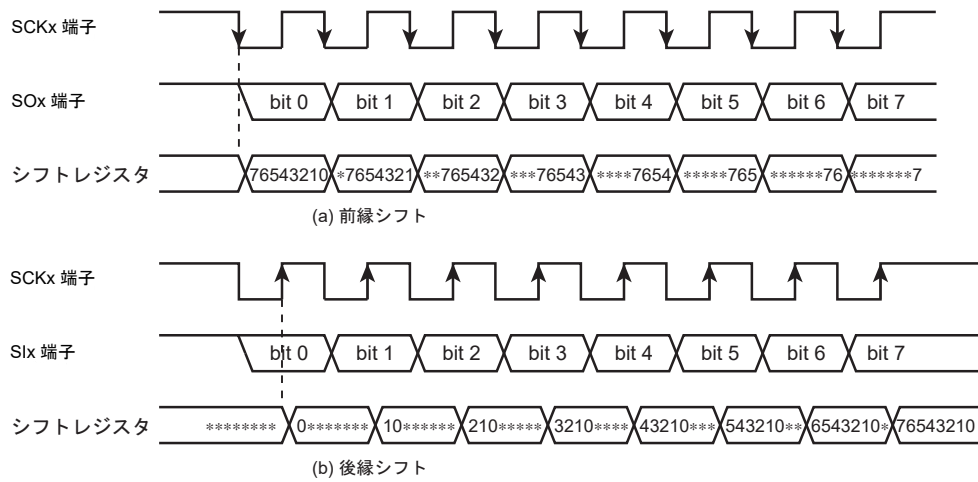 SCKx 端子
SOx 端子
bit 0 bit 1 bit 2 bit 3 bit 4 bit 5 bit 6 bit 7
シフトレジスタ
76543210 *7654321 **765432 ***76543 ****7654 *****765 ******76 *******7
(a) 前縁シフト
SCKx 端子
SIx 端子
bit 0 bit 1 bit 2 bit 3 bit 4 bit 5 bit 6 bit 7
シフトレジスタ
******** 0******* 10****** 210***** 3210**** 43210*** 543210** 6543210* 76543210
(b) 後縁シフト